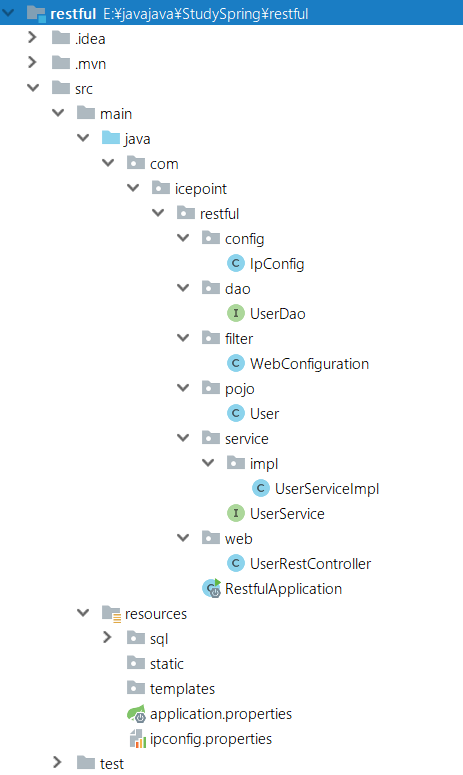 restful E:¥javajava¥StudySpring¥restful
.idea
.mvn
src
main
java
com
icepoint
restful
config
C IpConfig
dao
I UserDao
filter
C WebConfiguration
pojo
C User
service
impl
C UserServiceImpl
I UserService
web
C UserRestController
C RestfulApplication
resources
sql
static
templates
application.properties
ipconfig.properties
test